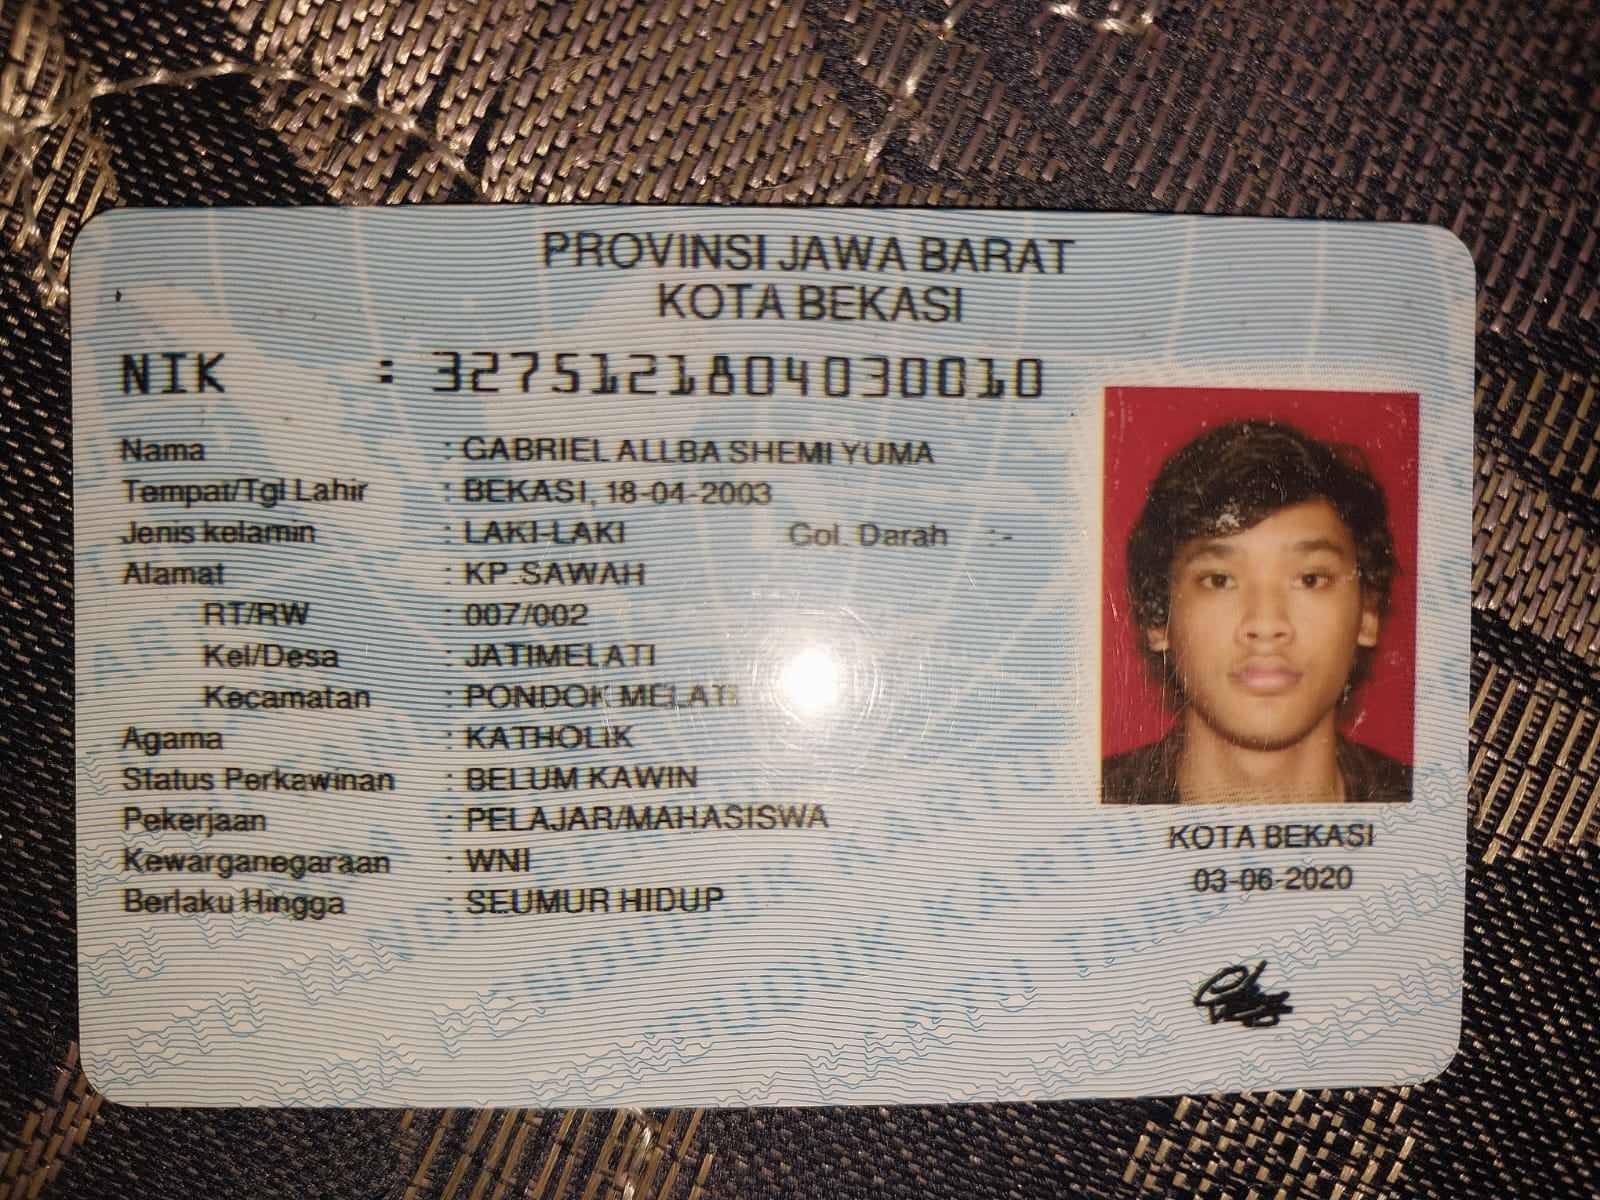 PROVINSI JAWA BARAT
KOTA BEKASI
NIK : 3275121804030010
Nama : GABRIEL ALLBA SHEMI YUMA
Tempat/Tgl Lahir : BEKASI, 18-04-2003
Jenis kelamin : LAKI-LAKI Gol. Darah : -
Alamat : KP SAWAH
RT/RW : 007/002
Kel/Desa : JATIMELATI
Kecamatan : PONDOK MELATI
Agama : KATHOLIK
Status Perkawinan : BELUM KAWIN
Pekerjaan : PELAJAR/MAHASISWA
Kewarganegaraan : WNI
Berlaku Hingga : SEUMUR HIDUP
KOTA BEKASI
03-06-2020